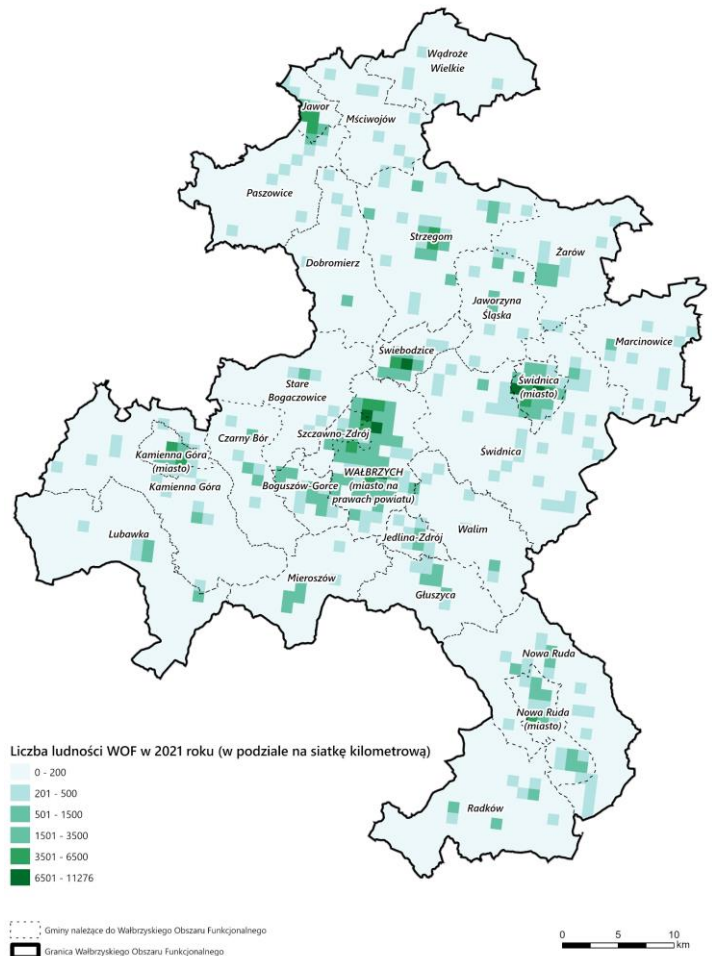 Wądroże
Wielkie
Jawor
Mściwojów
Paszowice
Strzegom
Dobromierz
Żarów
Jaworzyna
Śląska
Marcinowice
Świebodzice
Świdnica
(miasto)
Stare
Bogaczowice
Szczawno-Zdrój
Czarny Bór
Kamienna Góra
(miasto)
Kamienna Góra
Świdnica
WAŁBRZYCH
(miasto na
prawach powiatu)
Boguszów-Gorce
Walim
Lubawka
Jedlina-Zdrój
Mieroszów
Głuszyca
Nowa Ruda
Nowa Ruda
(miasto)
Radków
Liczba ludności WOF w 2021 roku (w podziale na siatkę kilometrową)
0 - 200
201 - 500
501 - 1500
1501 - 3500
3501 - 6500
6501 - 11276
Gminy należące do Wałbrzyskiego Obszaru Funkcjonalnego
Granica Wałbrzyskiego Obszaru Funkcjonalnego
0 5 10
km